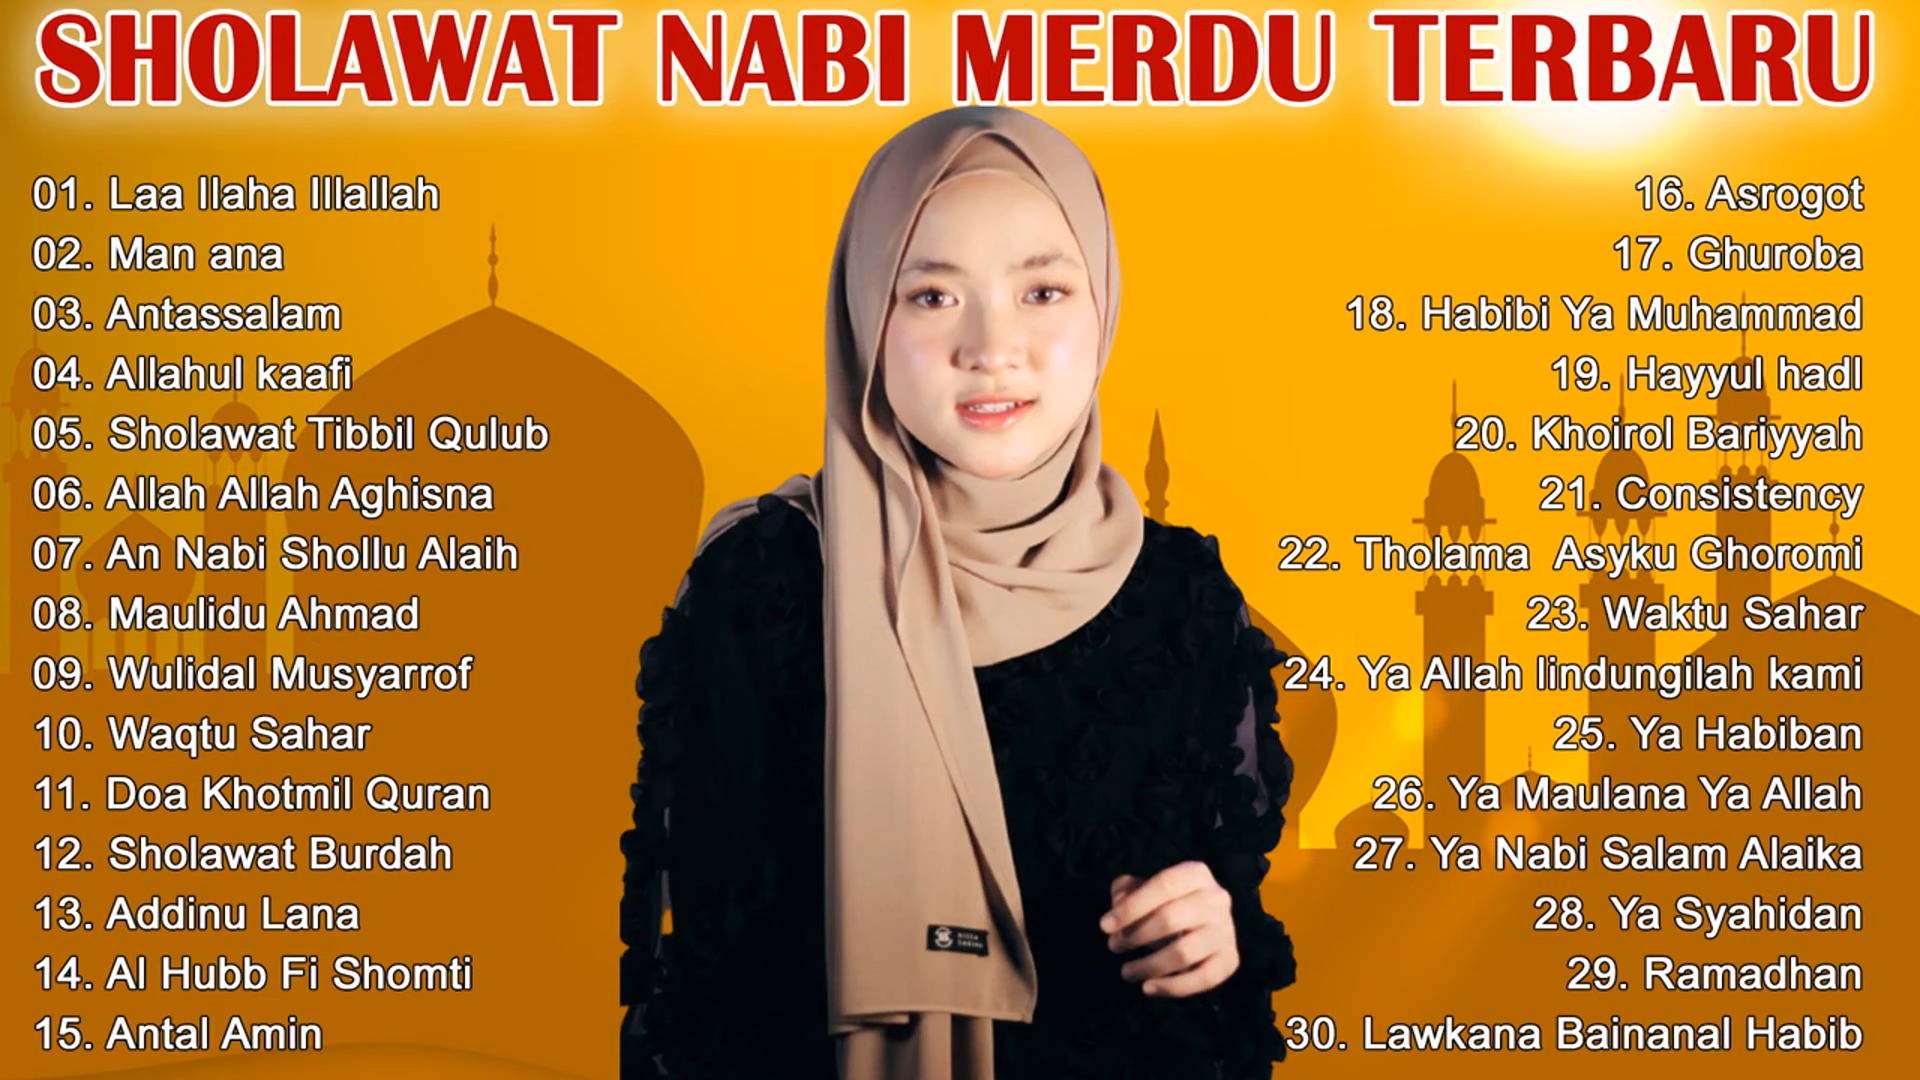 SHOLAWAT NABI MERDU TERBARU
01. Laa Ilaha Illallah
02. Man ana
03. Antassalam
04. Allahul kaafi
05. Sholawat Tibbil Qulub
06. Allah Allah Aghisna
07. An Nabi Shollu Alaih
08. Maulidu Ahmad
09. Wulidal Musyarrof
10. Waqtu Sahar
11. Doa Khotmil Quran
12. Sholawat Burdah
13. Addinu Lana
14. Al Hubb Fi Shomti
15. Antal Amin
16. Asrogot
17. Ghuroba
18. Habibi Ya Muhammad
19. Hayyul hadI
20. Khoirol Bariyyah
21. Consistency
22. Tholama  Asyku Ghoromi
23. Waktu Sahar
24. Ya Allah lindungilah kami
25. Ya Habiban
26. Ya Maulana Ya Allah
27. Ya Nabi Salam Alaika
28. Ya Syahidan
29. Ramadhan
30. Lawkana Bainanal Habib